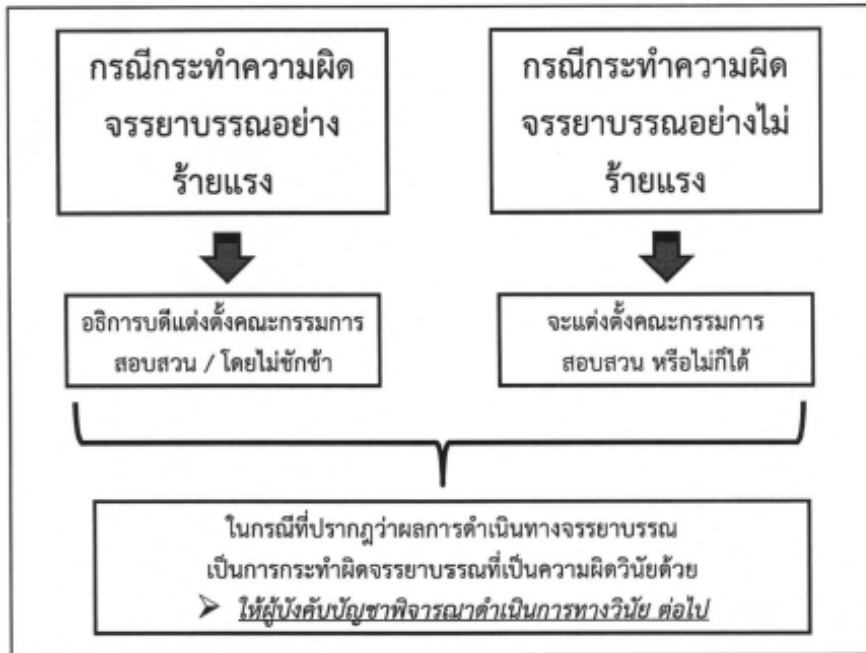 กรณีกระทำความผิด
จรรยาบรรณอย่าง
ร้ายแรง
กรณีกระทำความผิด
จรรยาบรรณอย่างไม่
ร้ายแรง
อธิการบดีแต่งตั้งคณะกรรมการ
สอบสวน / โดยไม่ชักช้า
จะแต่งตั้งคณะกรรมการ
สอบสวน หรือไม่ก็ได้
ในกรณีที่ปรากฎว่าผลการดำเนินทางจรรยาบรรณ
เป็นการกระทำผิดจรรยาบรรณที่เป็นความผิดวินัยด้วย
➢ ให้ผู้บังคับบัญชาพิจารณาดำเนินการทางวินัย ต่อไป